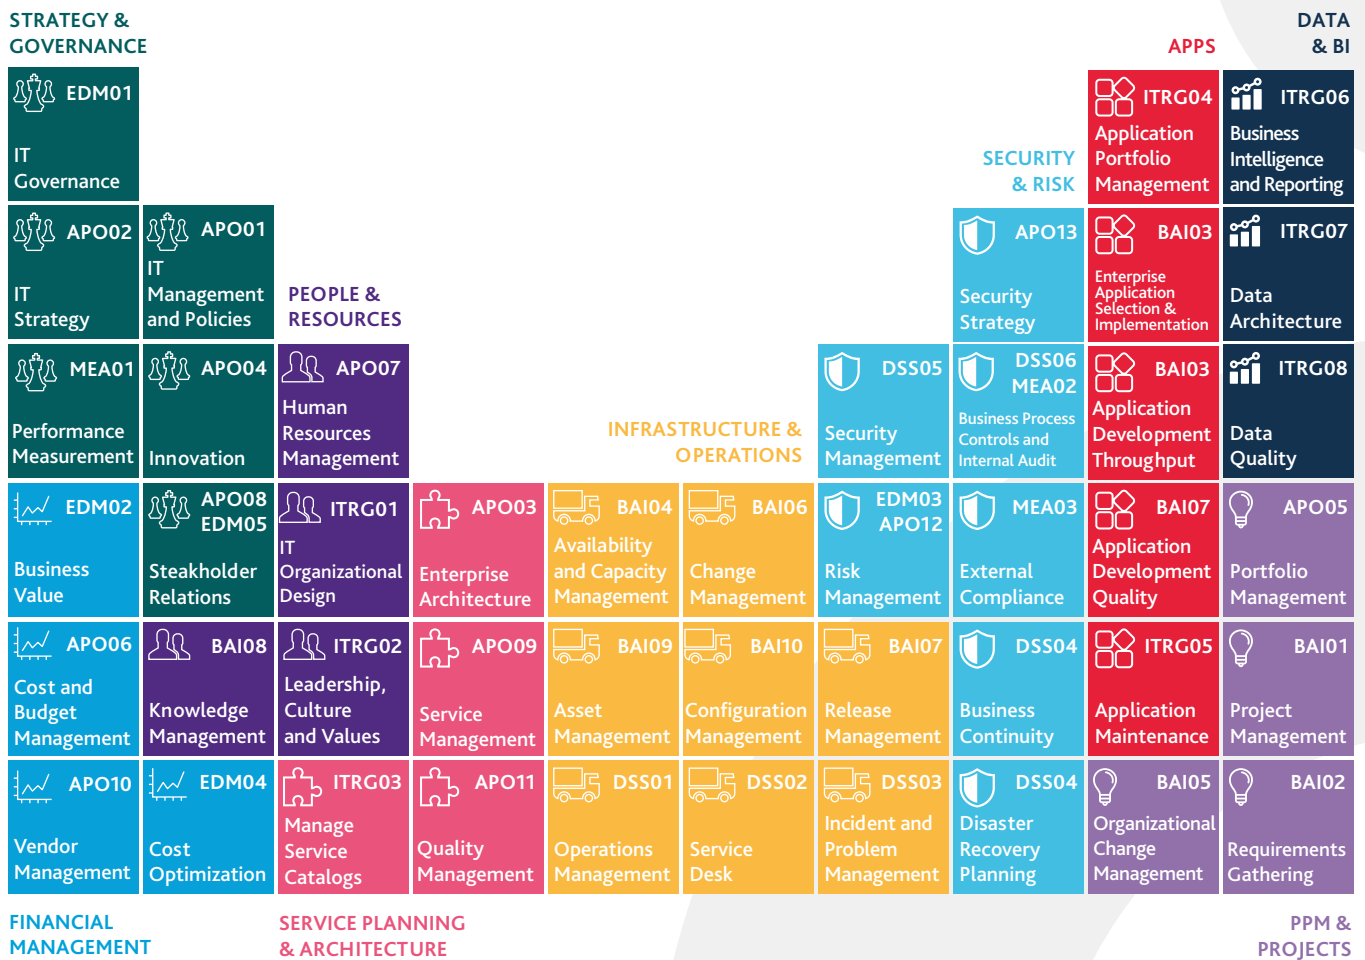 STRATEGY &
GOVERNANCE
EDM01
IT
Governance
APO02
IT
Strategy
APO01
IT
Management
and Policies
MEA01
Performance
Measurement
APO04
Innovation
APO08
EDM05
Steakholder
Relations
PEOPLE &
RESOURCES
APO07
Human
Resources
Management
ITRG01
IT
Organizational
Design
BAI08
Knowledge
Management
ITRG02
Leadership,
Culture
and Values
EDM02
Business
Value
APO06
Cost and
Budget
Management
APO10
Vendor
Management
EDM04
Cost
Optimization
FINANCIAL
MANAGEMENT
APO03
Enterprise
Architecture
APO09
Service
Management
ITRG03
Manage
Service
Catalogs
APO11
Quality
Management
SERVICE PLANNING
& ARCHITECTURE
INFRASTRUCTURE &
OPERATIONS
BAI04
Availability
and Capacity
Management
BAI06
Change
Management
BAI09
Asset
Management
BAI10
Configuration
Management
BAI07
Release
Management
DSS01
Operations
Management
DSS02
Service
Desk
DSS03
Incident and
Problem
Management
SECURITY
& RISK
APO13
Security
Strategy
DSS05
Security
Management
DSS06
MEA02
Business Process
Controls and
Internal Audit
EDM03
APO12
Risk
Management
MEA03
External
Compliance
DSS04
Business
Continuity
DSS04
Disaster
Recovery
Planning
APPS
ITRG04
Application
Portfolio
Management
BAI03
Enterprise
Application
Selection &
Implementation
BAI03
Application
Development
Throughput
BAI07
Application
Development
Quality
ITRG05
Application
Maintenance
DATA
& BI
ITRG06
Business
Intelligence
and Reporting
ITRG07
Data
Architecture
ITRG08
Data
Quality
APO05
Portfolio
Management
BAI01
Project
Management
BAI05
Organizational
Change
Management
BAI02
Requirements
Gathering
PPM &
PROJECTS